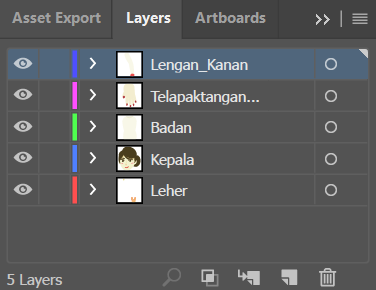 Asset Export Layers Artboards
Lengan_Kanan
Telapaktangan...
Badan
Kepala
Leher
5 Layers